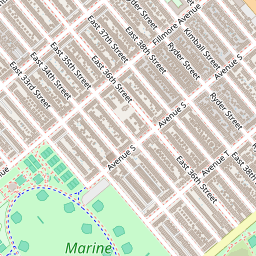 Fillmore Avenue
Kimball Street
Ryder Street
East 38th Street
East 37th Street
East 36th Street
East 35th Street
East 34th Street
East 33rd Street
Ryder Street
Avenue S
Avenue S
Ryder Street
Avenue S
Avenue T
East 36th Street
East 38th
Marine